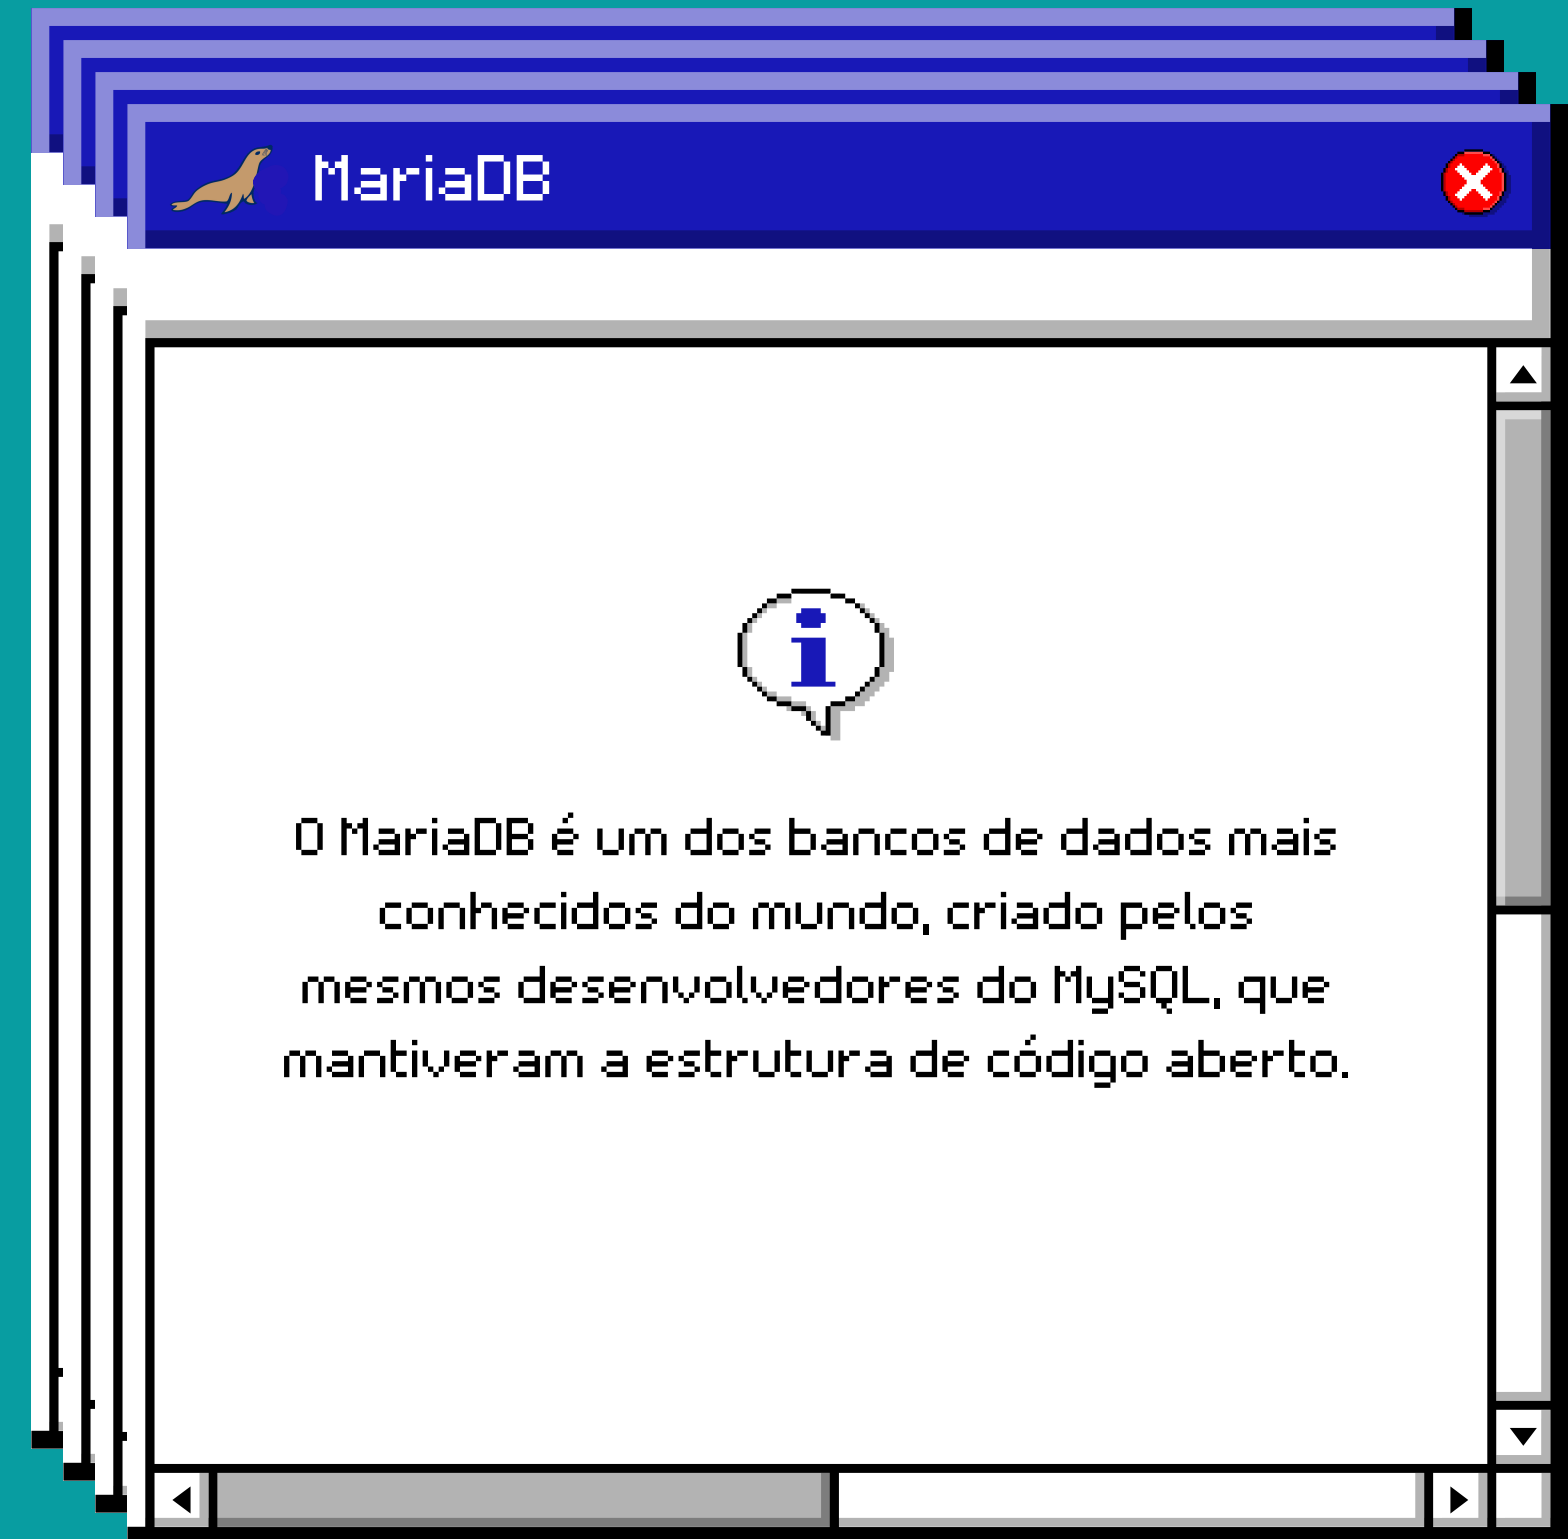 MariaDB
i
O MariaDB é um dos bancos de dados mais
conhecidos do mundo, criado pelos
mesmos desenvolvedores do MySQL, que
mantiveram a estrutura de código aberto.